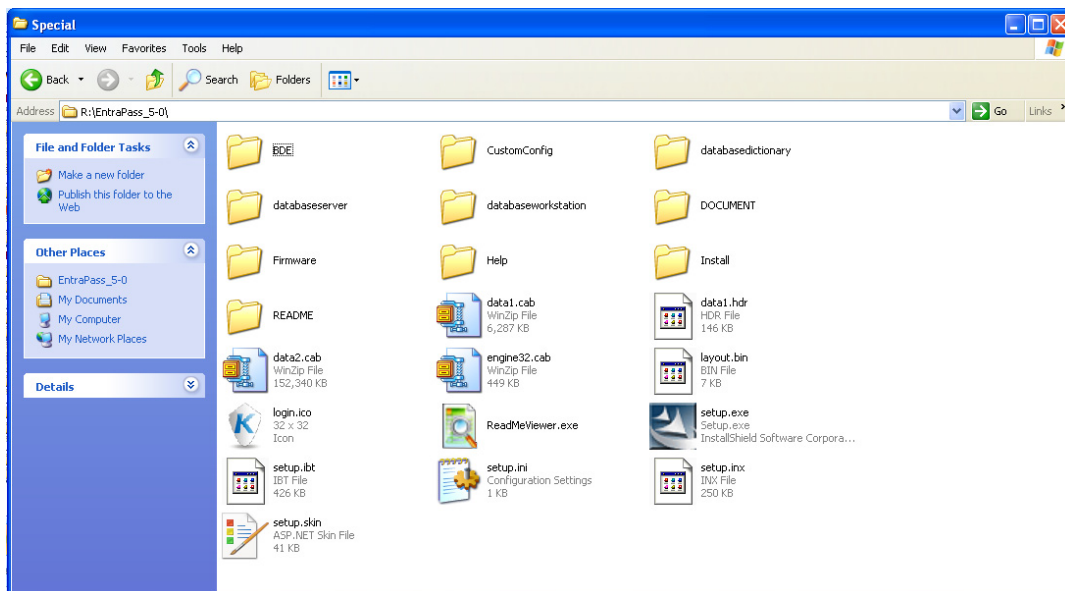 Special
File Edit View Favorites Tools Help
Back Search Folders
Address R:\EntraPass_5-0\ Go Links
File and Folder Tasks
Make a new folder
Publish this folder to the
Web
Other Places
EntraPass_5-0
My Documents
My Computer
My Network Places
Details
BDE
CustomConfig
databasedictionary
databaseserver
databaseworkstation
DOCUMENT
Firmware
Help
Install
README
data1.cab
WinZip File
6,287 KB
data1.hdr
HDR File
146 KB
data2.cab
WinZip File
152,340 KB
engine32.cab
WinZip File
449 KB
layout.bin
BIN File
7 KB
login.ico
32 x 32
Icon
ReadMeViewer.exe
setup.exe
Setup.exe
InstallShield Software Corpora...
setup.ibt
IBT File
426 KB
setup.ini
Configuration Settings
1 KB
setup.inx
INX File
250 KB
setup.skin
ASP.NET Skin File
41 KB